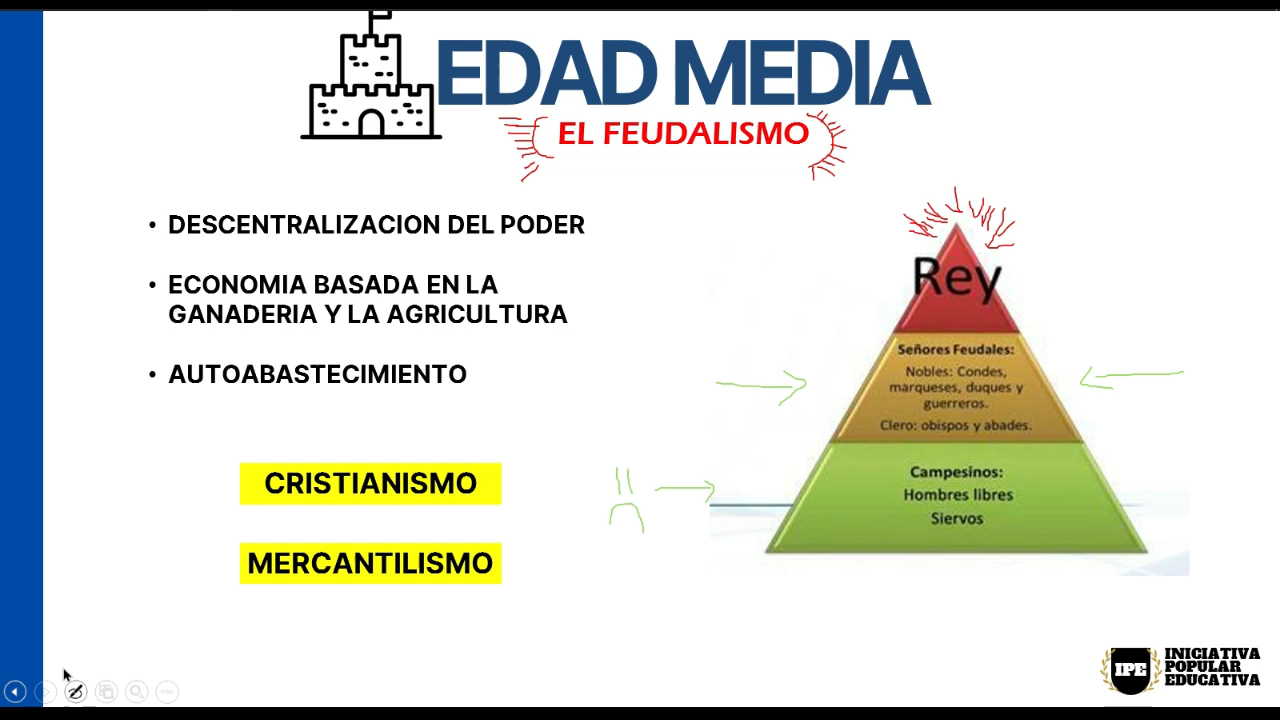 EDAD MEDIA
EL FEUDALISMO
• DESCENTRALIZACION DEL PODER
• ECONOMIA BASADA EN LA
GANADERIA Y LA AGRICULTURA
• AUTOABASTECIMIENTO
CRISTIANISMO
MERCANTILISMO
Rey
Señores Feudales:
Nobles: Condes,
marqueses, duques y
guerreros.
Clero: obispos y abades.
Campesinos:
Hombres libres
Siervos
IPE
INICIATIVA
POPULAR
EDUCATIVA